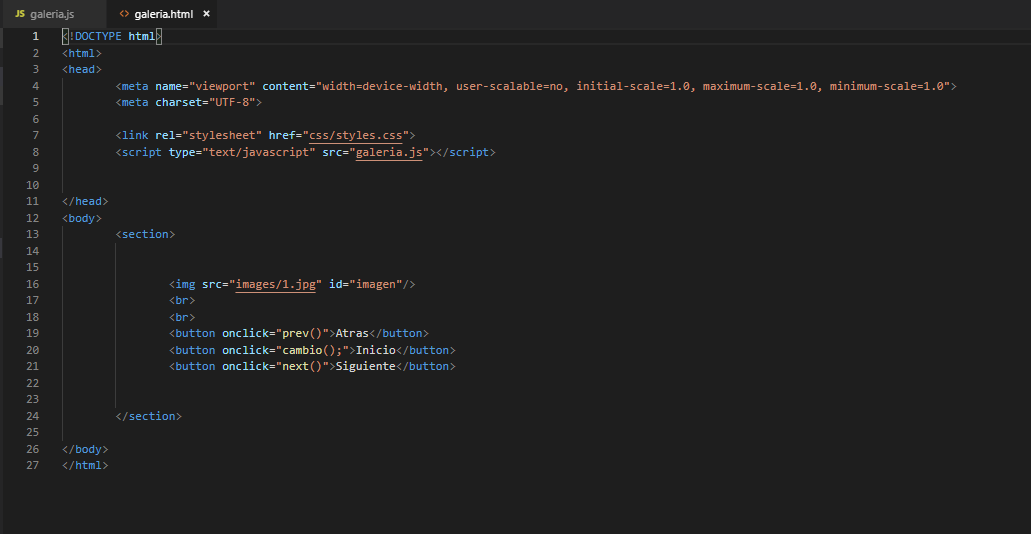 JS galeria.js <> galeria.html ×
1 <!DOCTYPE html>
2 <html>
3 <head>
4 <meta name="viewport" content="width=device-width, user-scalable=no, initial-scale=1.0, maximum-scale=1.0, minimum-scale=1.0">
5 <meta charset="UTF-8">
6
7 <link rel="stylesheet" href="css/styles.css">
8 <script type="text/javascript" src="galeria.js"></script>
9
10
11 </head>
12 <body>
13 <section>
14
15
16 <img src="images/1.jpg" id="imagen"/>
17 <br>
18 <br>
19 <button onclick="prev()">Atras</button>
20 <button onclick="cambio();">Inicio</button>
21 <button onclick="next()">Siguiente</button>
22
23
24 </section>
25
26 </body>
27 </html>